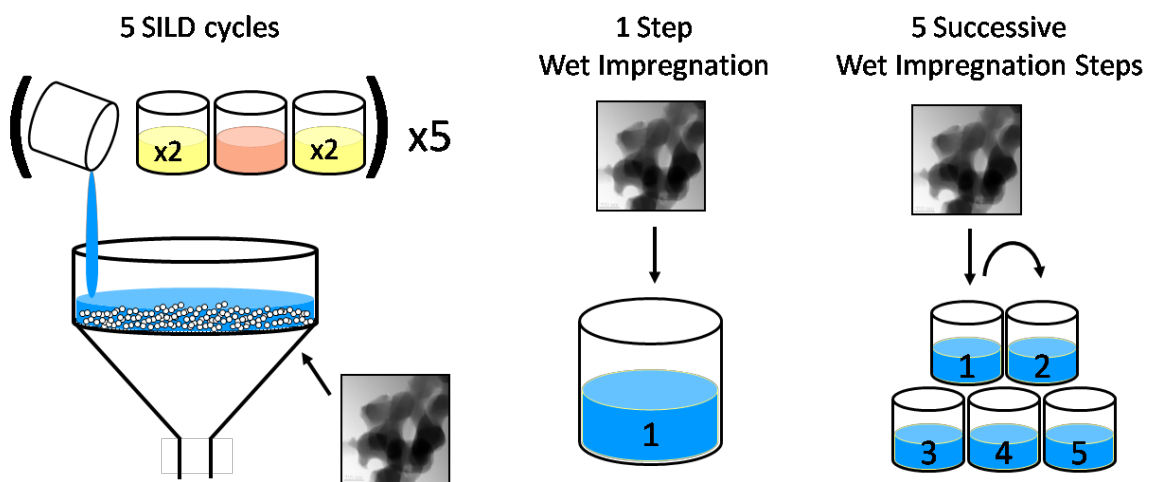 5 SILD cycles
x2
x2
x5
1 Step
Wet Impregnation
1
5 Successive
Wet Impregnation Steps
1
2
3
4
5